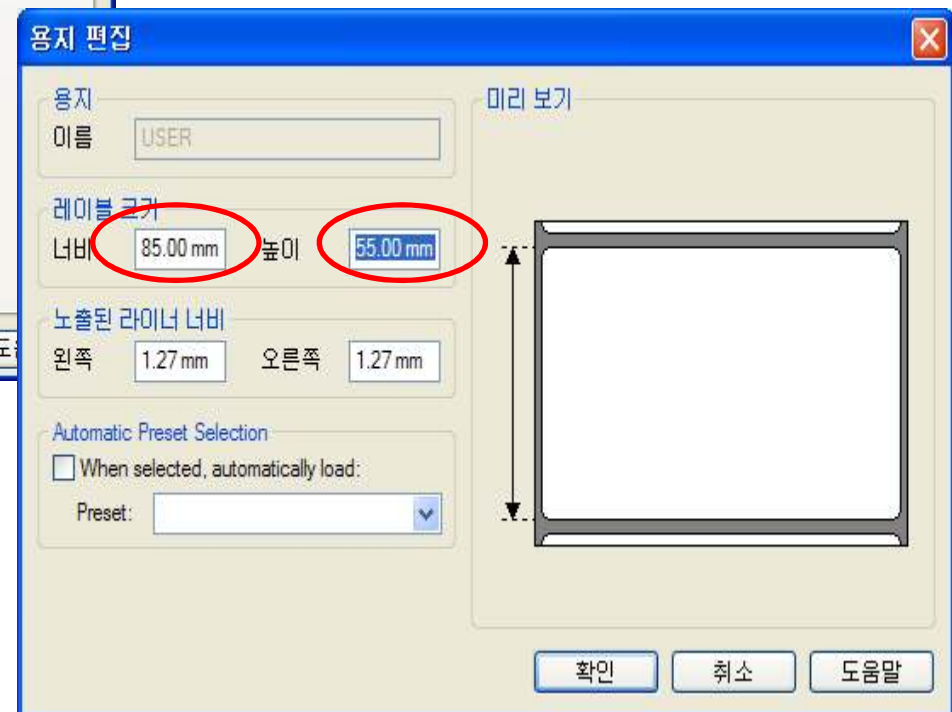 용지 편집
용지
이름 USER
레이블 크기
너비 85.00 mm 높이 55.00 mm
노출된 라이너 너비
왼쪽 1.27 mm 오른쪽 1.27 mm
Automatic Preset Selection
When selected, automatically load:
Preset:
미리 보기
확인 취소 도움말